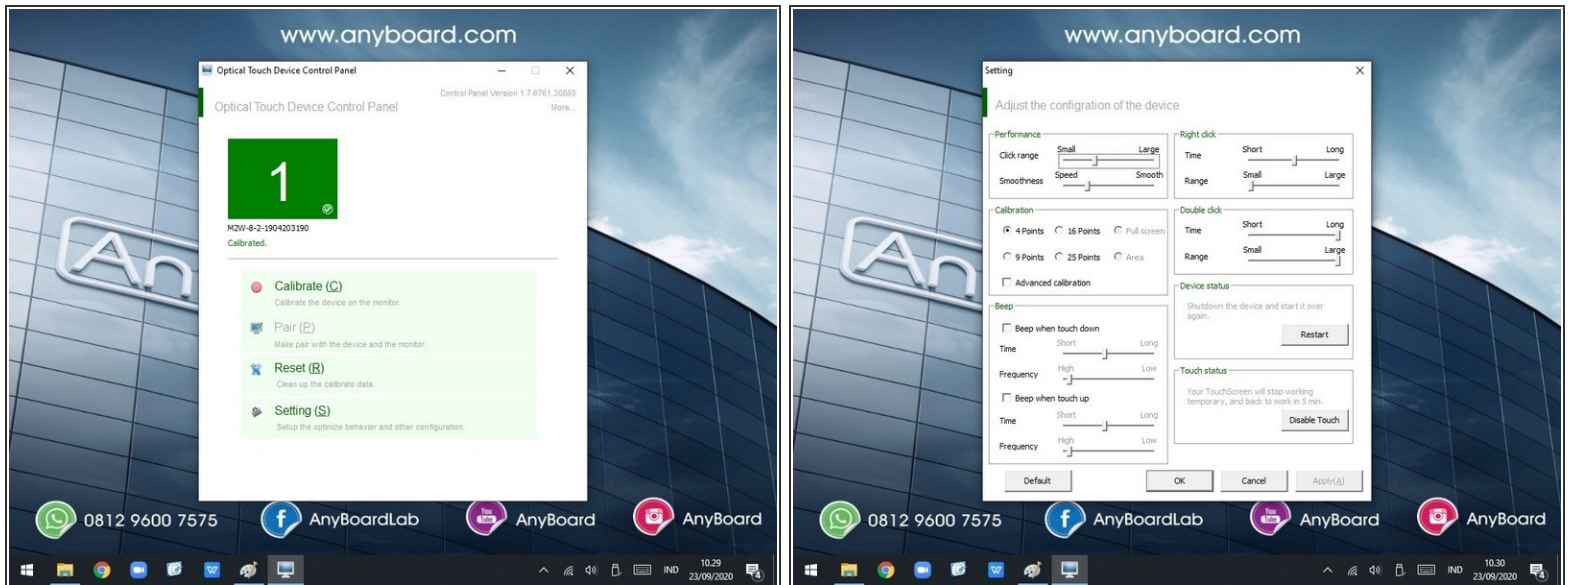 www.anyboard.com
Optical Touch Device Control Panel
Control Panel Version 1.7.6761.30880
Optical Touch Device Control Panel
More...
1
M2W-8-2-1904203190
Calibrated.
Calibrate (C)
Calibrate the device on the monitor.
Pair (P)
Make pair with the device and the monitor.
Reset (R)
Clean up the calibrate data.
Setting (S)
Setup the optimize behavior and other configuration.
An
0812 9600 7575
AnyBoardLab
You Tube
AnyBoard
AnyBoard
IND
10.29
23/09/2020
4
www.anyboard.com
Setting
Adjust the configration of the device
Performance
Click range Small Large
Smoothness Speed Smooth
Right click
Time Short Long
Range Small Large
Calibration
4 Points 16 Points Full screen
9 Points 25 Points Area
Advanced calibration
Double click
Time Short Long
Range Small Large
Beep
Beep when touch down
Time Short Long
Frequency High Low
Beep when touch up
Time Short Long
Frequency High Low
Device status
Shutdown the device and start it over
again.
Restart
Touch status
Your TouchScreen will stop working
temporary, and back to work in 5 min.
Disable Touch
Default OK Cancel Apply(A)
An
0812 9600 7575
AnyBoardLab
You Tube
AnyBoard
AnyBoard
IND
10.30
23/09/2020
4